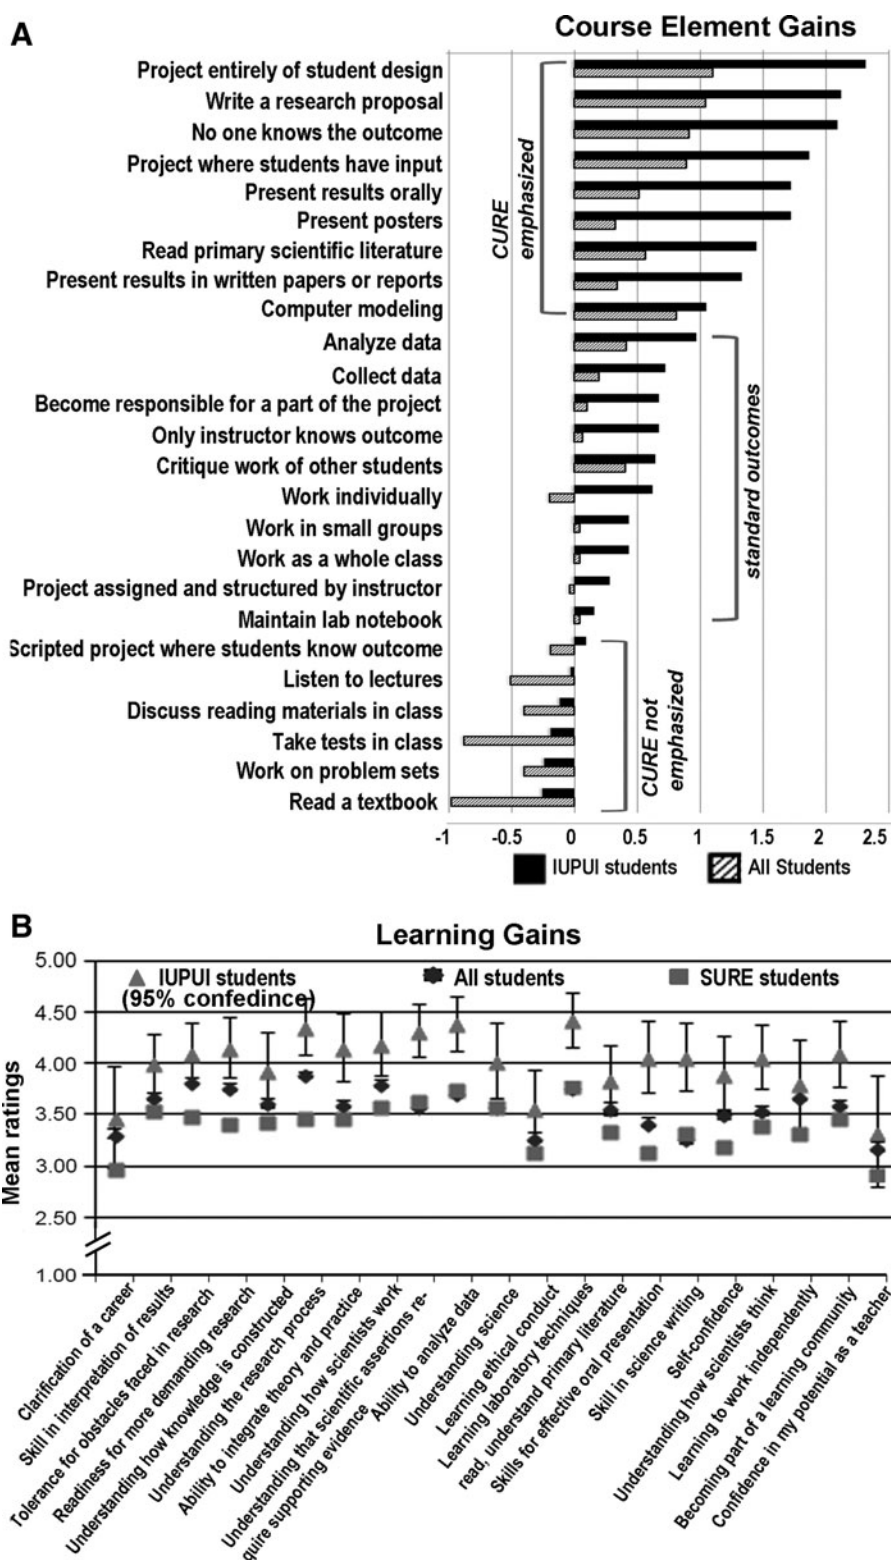 A
Course Element Gains
Project entirely of student design
Write a research proposal
No one knows the outcome
Project where students have input
Present results orally
Present posters
Read primary scientific literature
Present results in written papers or reports
Computer modeling
Analyze data
Collect data
Become responsible for a part of the project
Only instructor knows outcome
Critique work of other students
Work individually
Work in small groups
Work as a whole class
Project assigned and structured by instructor
Maintain lab notebook
Scripted project where students know outcome
Listen to lectures
Discuss reading materials in class
Take tests in class
Work on problem sets
Read a textbook
CURE
emphasized
standard outcomes
CURE not
emphasized
-1 -0.5 0 0.5 1 1.5 2 2.5
IUPUI students All Students
B
Learning Gains
Mean ratings
5.00
4.50
4.00
3.50
3.00
2.50
1.00
IUPUI students All students SURE students
(95% confedince)
Clarification of a career
Skill in interpretation of results
Tolerance for obstacles faced in research
Readiness for more demanding research
Understanding how knowledge is constructed
Understanding the research process
Ability to integrate theory and practice
Understanding how scientists work
Understanding that scientific assertions re-
quire supporting evidence
Ability to analyze data
Understanding science
Learning ethical conduct
Learning laboratory techniques
read, understand primary literature
Skills for effective oral presentation
Skill in science writing
Self-confidence
Understanding how scientists think
Learning to work independently
Becoming part of a learning community
Confidence in my potential as a teacher